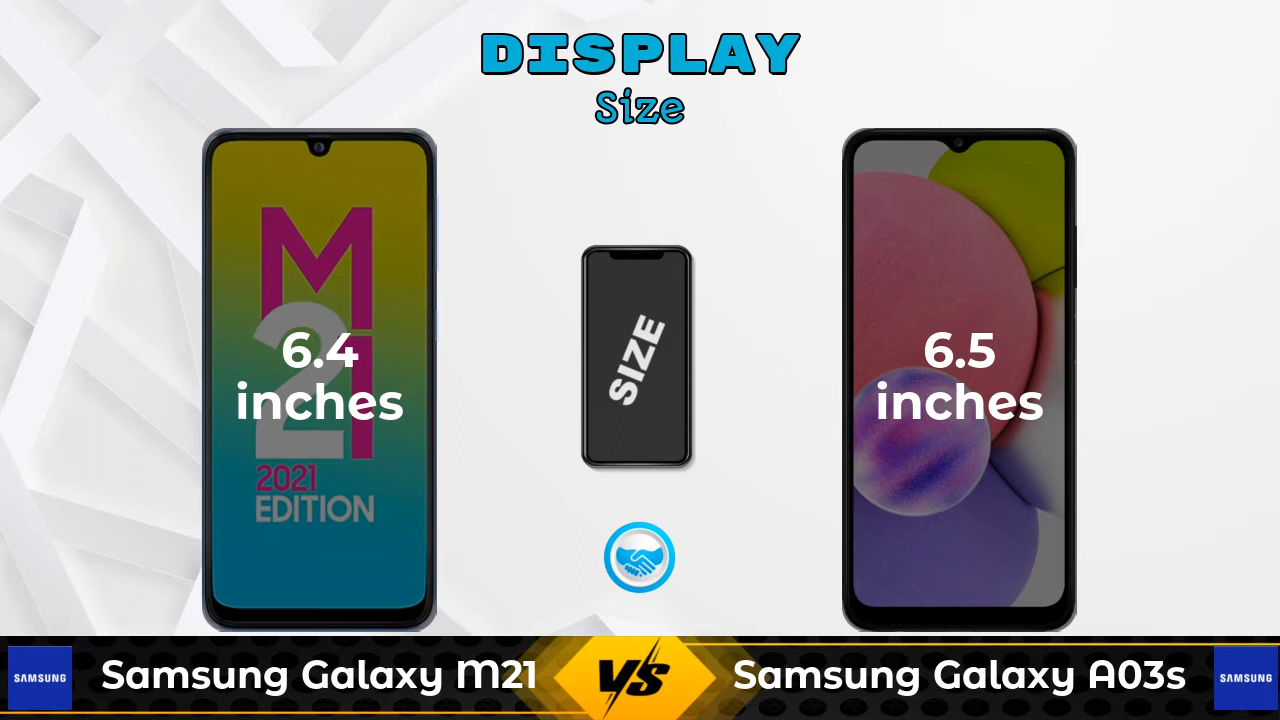 DISPLAY
Size
M
21
2021
EDITION
6.4
inches
SIZE
6.5
inches
SAMSUNG
Samsung Galaxy M21
VS
Samsung Galaxy A03s
SAMSUNG